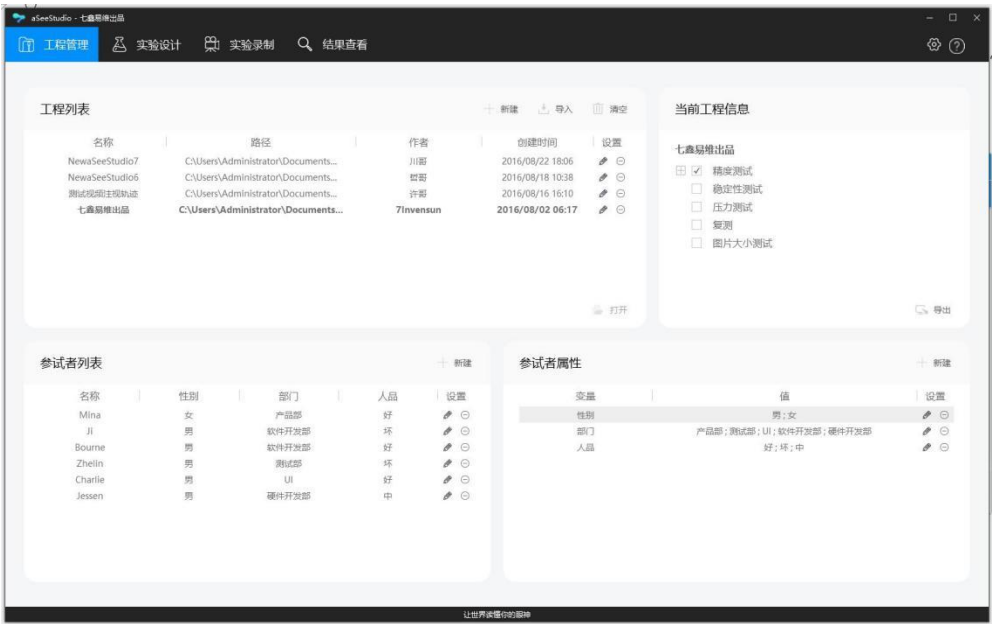 aSeeStudio - 七鑫易维出品
工程管理 实验设计 实验录制 结果查看
工程列表 新建 导入 清空
名称 路径 作者 创建时间 设置
NewaSeeStudio7 C:\Users\Administrator\Documents... 川哥 2016/08/22 18:06
NewaSeeStudio6 C:\Users\Administrator\Documents... 哲哥 2016/08/18 10:38
测试视频注视轨迹 C:\Users\Administrator\Documents... 许哥 2016/08/16 16:10
七鑫易维出品 C:\Users\Administrator\Documents... 7Invensun 2016/08/02 06:17
打开
当前工程信息
七鑫易维出品
精度测试
稳定性测试
压力测试
复测
图片大小测试
导出
参试者列表 新建
名称 性别 部门 人品 设置
Mina 女 产品部 好
Ji 男 软件开发部 坏
Bourne 男 软件开发部 好
Zhelin 男 测试部 坏
Charlie 男 UI 好
Jessen 男 硬件开发部 中
参试者属性 新建
变量 值 设置
性别 男 ; 女
部门 产品部 ; 测试部 ; UI ; 软件开发部 ; 硬件开发部
人品 好 ; 坏 ; 中
让世界读懂你的眼神